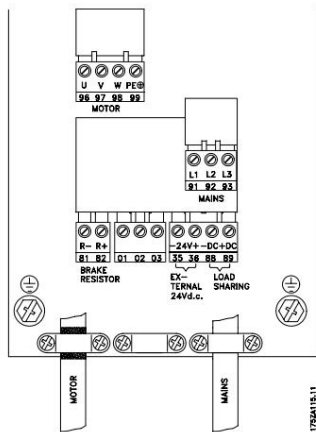 U V W PE
96 97 98 99
MOTOR
L1 L2 L3
91 92 93
MAINS
R- R+
81 82
BRAKE
RESISTOR
01 02 03
-24V+ -DC+DC
35 36 88 89
EX-
TERNAL
24Vd.c.
LOAD
SHARING
MOTOR
MAINS
175ZA115.11